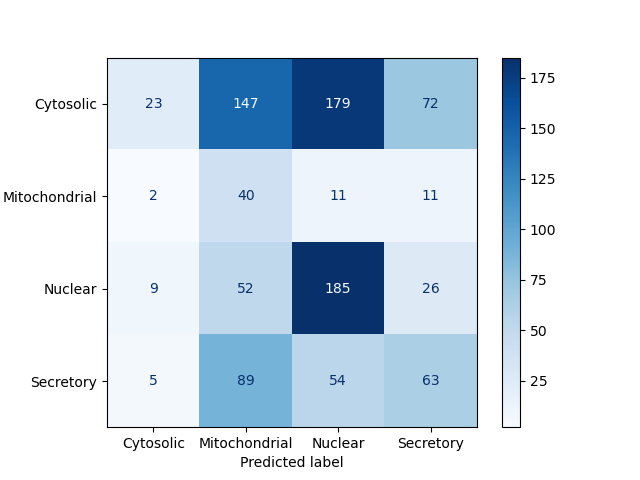 175
Cytosolic 23 147 179 72
150
125
Mitochondrial 2 40 11 11
100
75
Nuclear 9 52 185 26
50
Secretory 5 89 54 63
25
Cytosolic Mitochondrial Nuclear Secretory
Predicted label